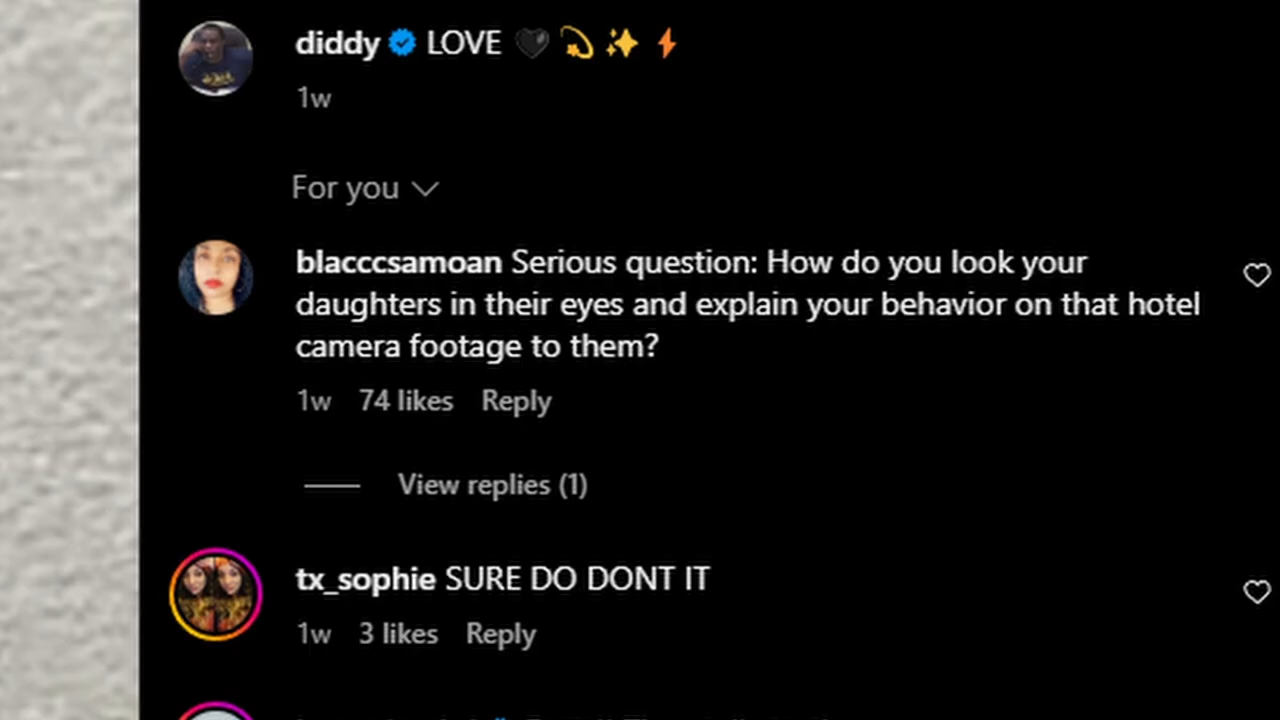 diddy LOVE 🖤 💫 ✨ ⚡
1w
For you
blacccsamoan Serious question: How do you look your
daughters in their eyes and explain your behavior on that hotel
camera footage to them?
1w 74 likes Reply
View replies (1)
tx_sophie SURE DO DONT IT
1w 3 likes Reply